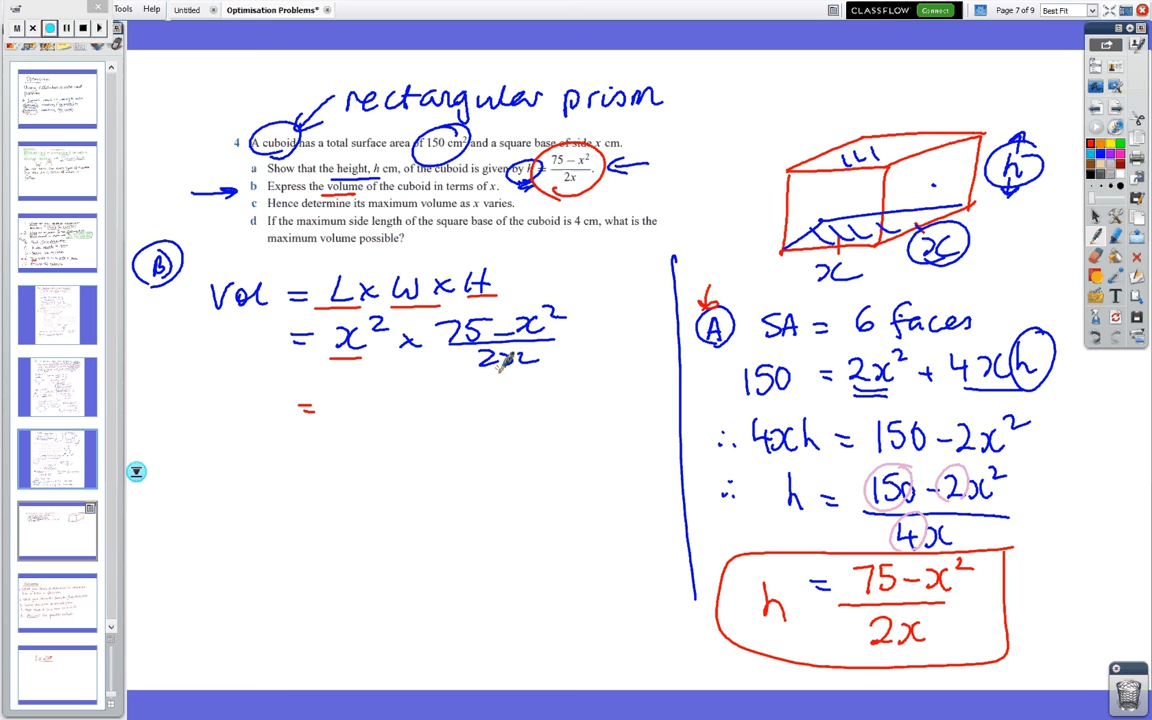 Tools Help Untitled Optimisation Problems* CLASSFLOW Connect Page 7 of 9 Best Fit
M
rectangular prism
4 A cuboid has a total surface area of 150 cm² and a square base of side x cm.
a Show that the height, h cm, of the cuboid is given by h = (75 − x²)/2x.
b Express the volume of the cuboid in terms of x.
c Hence determine its maximum volume as x varies.
d If the maximum side length of the square base of the cuboid is 4 cm, what is the
maximum volume possible?
h
x
x
B
Vol = L x W x H
= x² × (75 − x²)/2x
=
A SA = 6 faces
150 = 2x² + 4xh
∴ 4xh = 150 − 2x²
∴ h = (150 − 2x²)/4x
h = (75 − x²)/2x